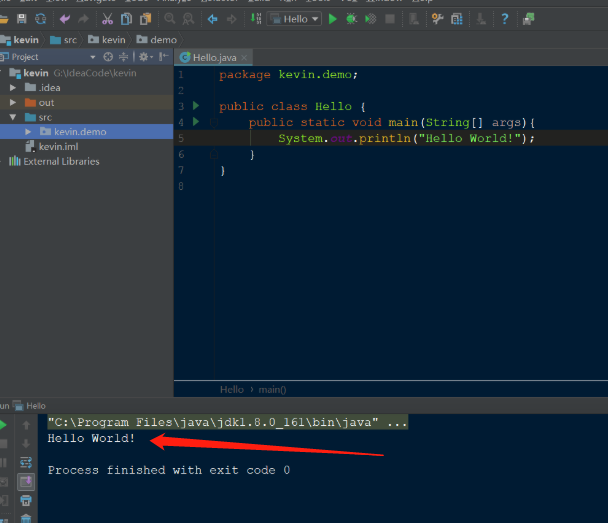 Hello
kevin src kevin demo
Project
Hello.java
kevin G:\IdeaCode\kevin
.idea
out
src
kevin.demo
kevin.iml
External Libraries
1 package kevin.demo;
2
3 public class Hello {
4 public static void main(String[] args){
5 System.out.println("Hello World!");
6 }
7 }
8
Hello main()
Hello
"C:\Program Files\java\jdk1.8.0_161\bin\java" ...
Hello World!
Process finished with exit code 0